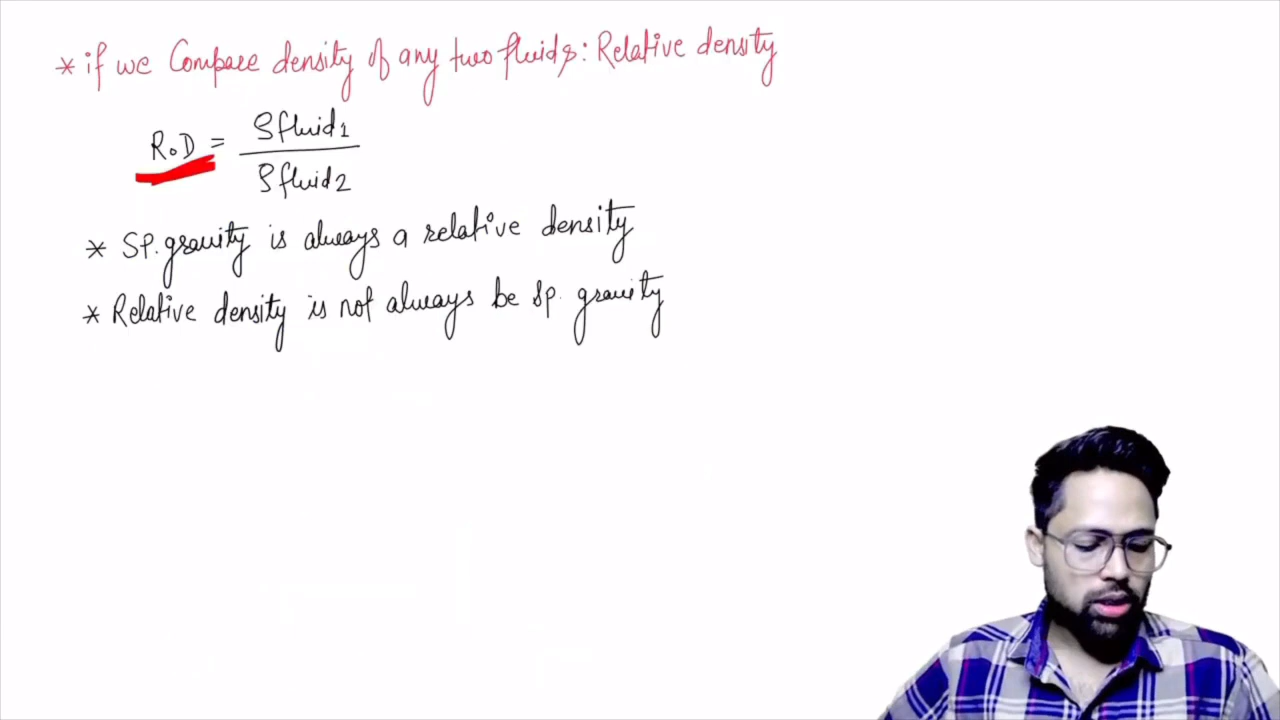 * if we Compare density of any two fluids: Relative density
R.D = ρfluid1
ρfluid2
* SP. gravity is always a relative density
* Relative density is not always be sp. gravity